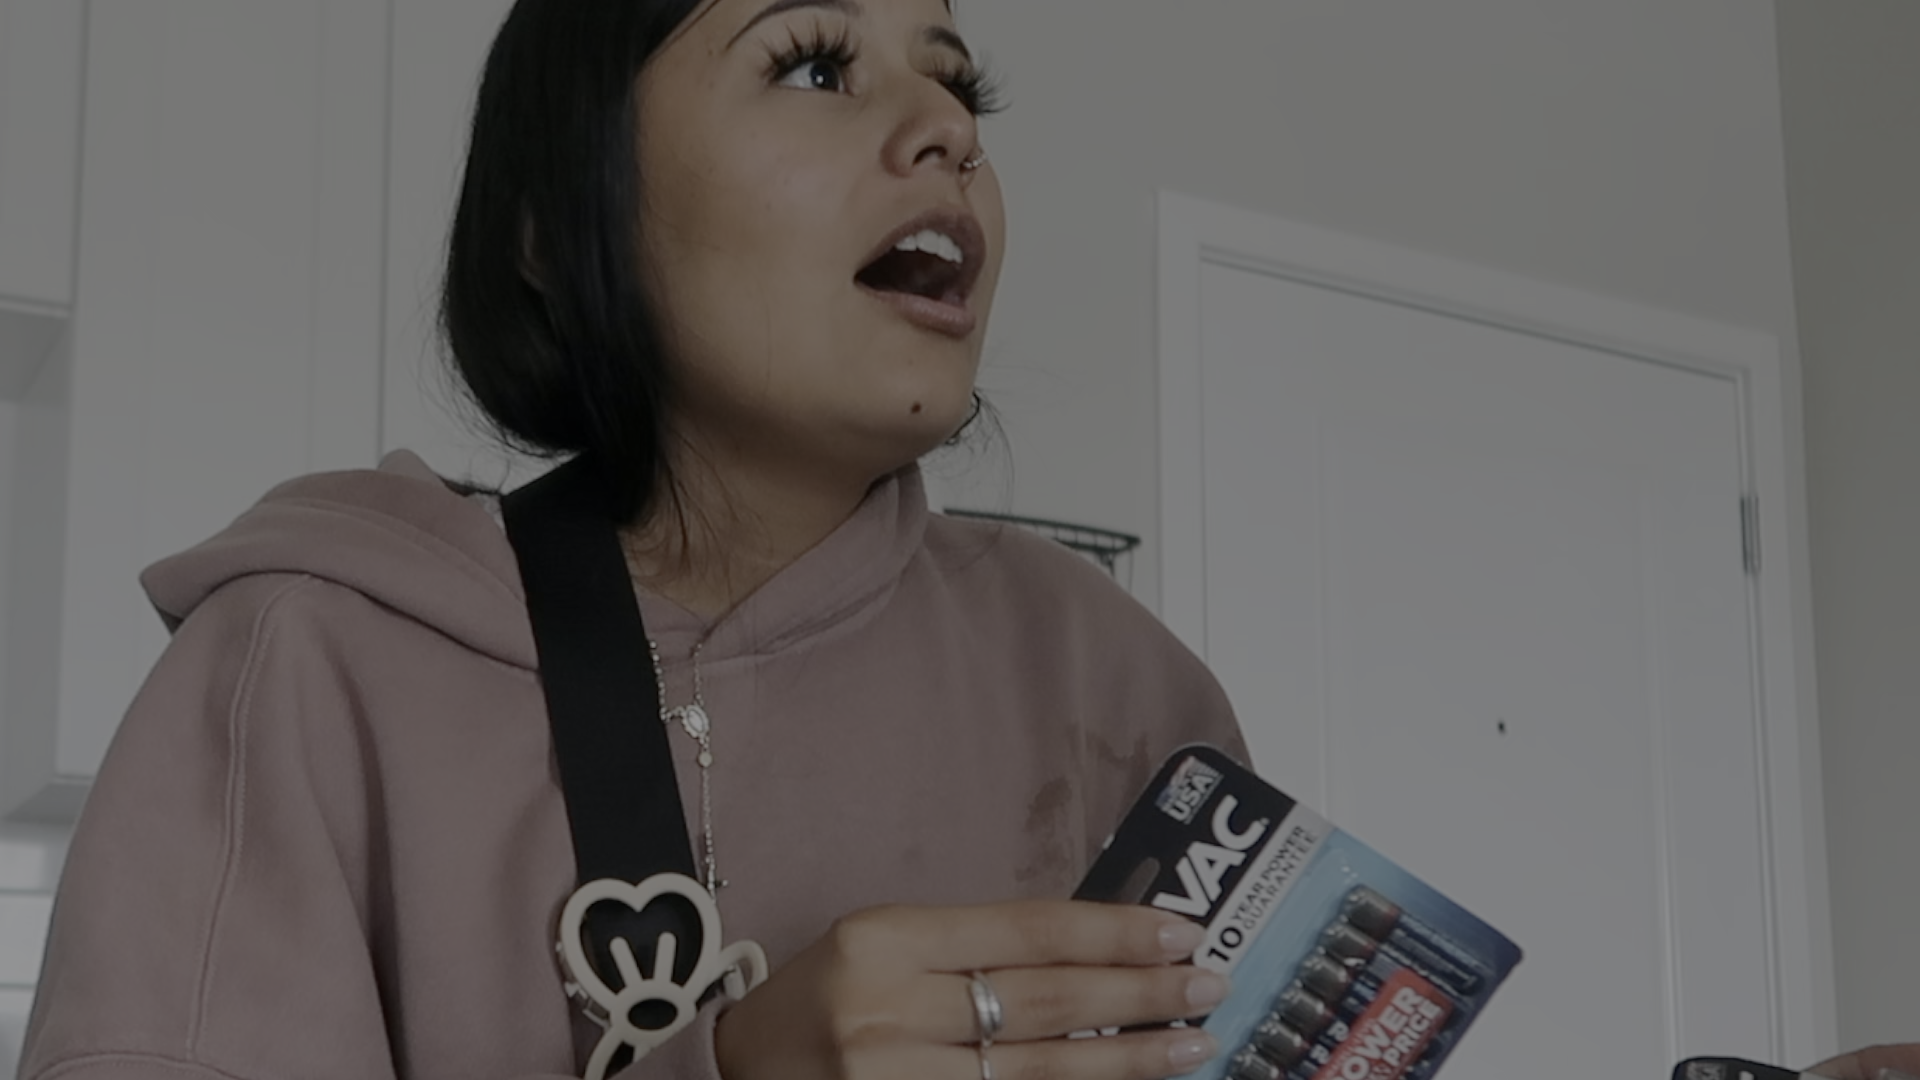 USA
VAC
10 YEAR POWER
GUARANTEE
POWER
& PRICE